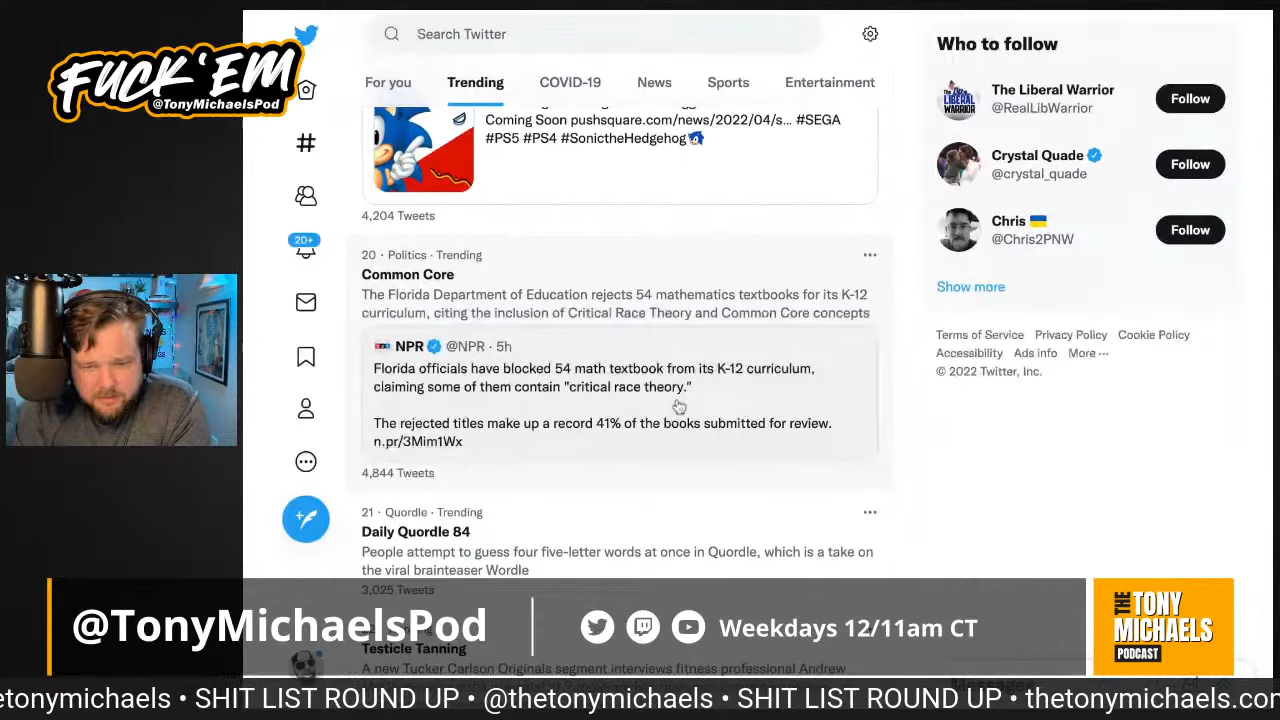 FUCK 'EM
@TonyMichaelsPod
Search Twitter
For you
Trending
COVID-19
News
Sports
Entertainment
Coming Soon pushsquare.com/news/2022/04/s... #SEGA
#PS5 #PS4 #SonictheHedgehog
4,204 Tweets
20+
20 · Politics · Trending
Common Core
The Florida Department of Education rejects 54 mathematics textbooks for its K-12
curriculum, citing the inclusion of Critical Race Theory and Common Core concepts
NPR @NPR · 5h
Florida officials have blocked 54 math textbook from its K-12 curriculum,
claiming some of them contain "critical race theory."
The rejected titles make up a record 41% of the books submitted for review.
n.pr/3Mim1Wx
4,844 Tweets
21 · Quordle · Trending
Daily Quordle 84
People attempt to guess four five-letter words at once in Quordle, which is a take on
the viral brainteaser Wordle
3,025 Tweets
Testicle Tanning
A new Tucker Carlson Originals segment interviews fitness professional Andrew
Who to follow
The Liberal Warrior
@RealLibWarrior
Follow
Crystal Quade
@crystal_quade
Follow
Chris
@Chris2PNW
Follow
Show more
Terms of Service Privacy Policy Cookie Policy
Accessibility Ads info More ···
© 2022 Twitter, Inc.
Messages
@TonyMichaelsPod
Weekdays 12/11am CT
THE
TONY
MICHAELS
PODCAST
etonymichaels • SHIT LIST ROUND UP • @thetonymichaels • SHIT LIST ROUND UP • thetonymichaels.com